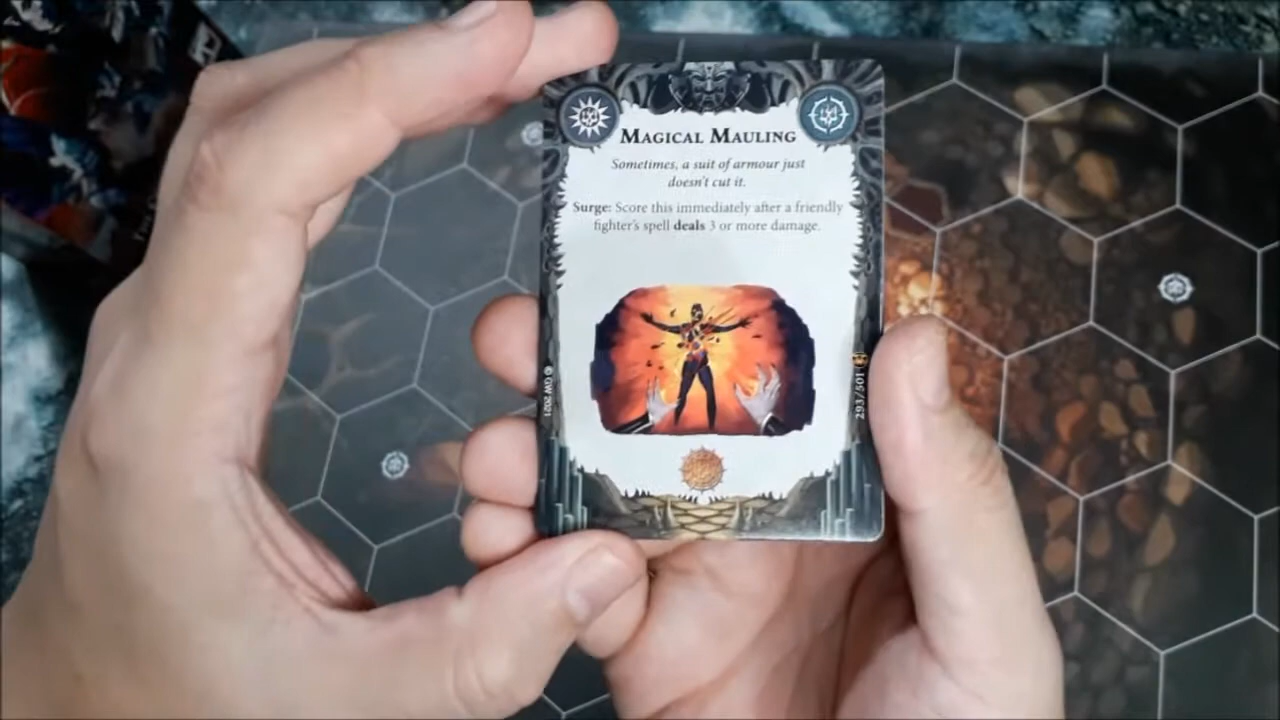 MAGICAL MAULING
Sometimes, a suit of armour just
doesn't cut it.
Surge: Score this immediately after a friendly
fighter's spell deals 3 or more damage.
© GW 2021
293/501